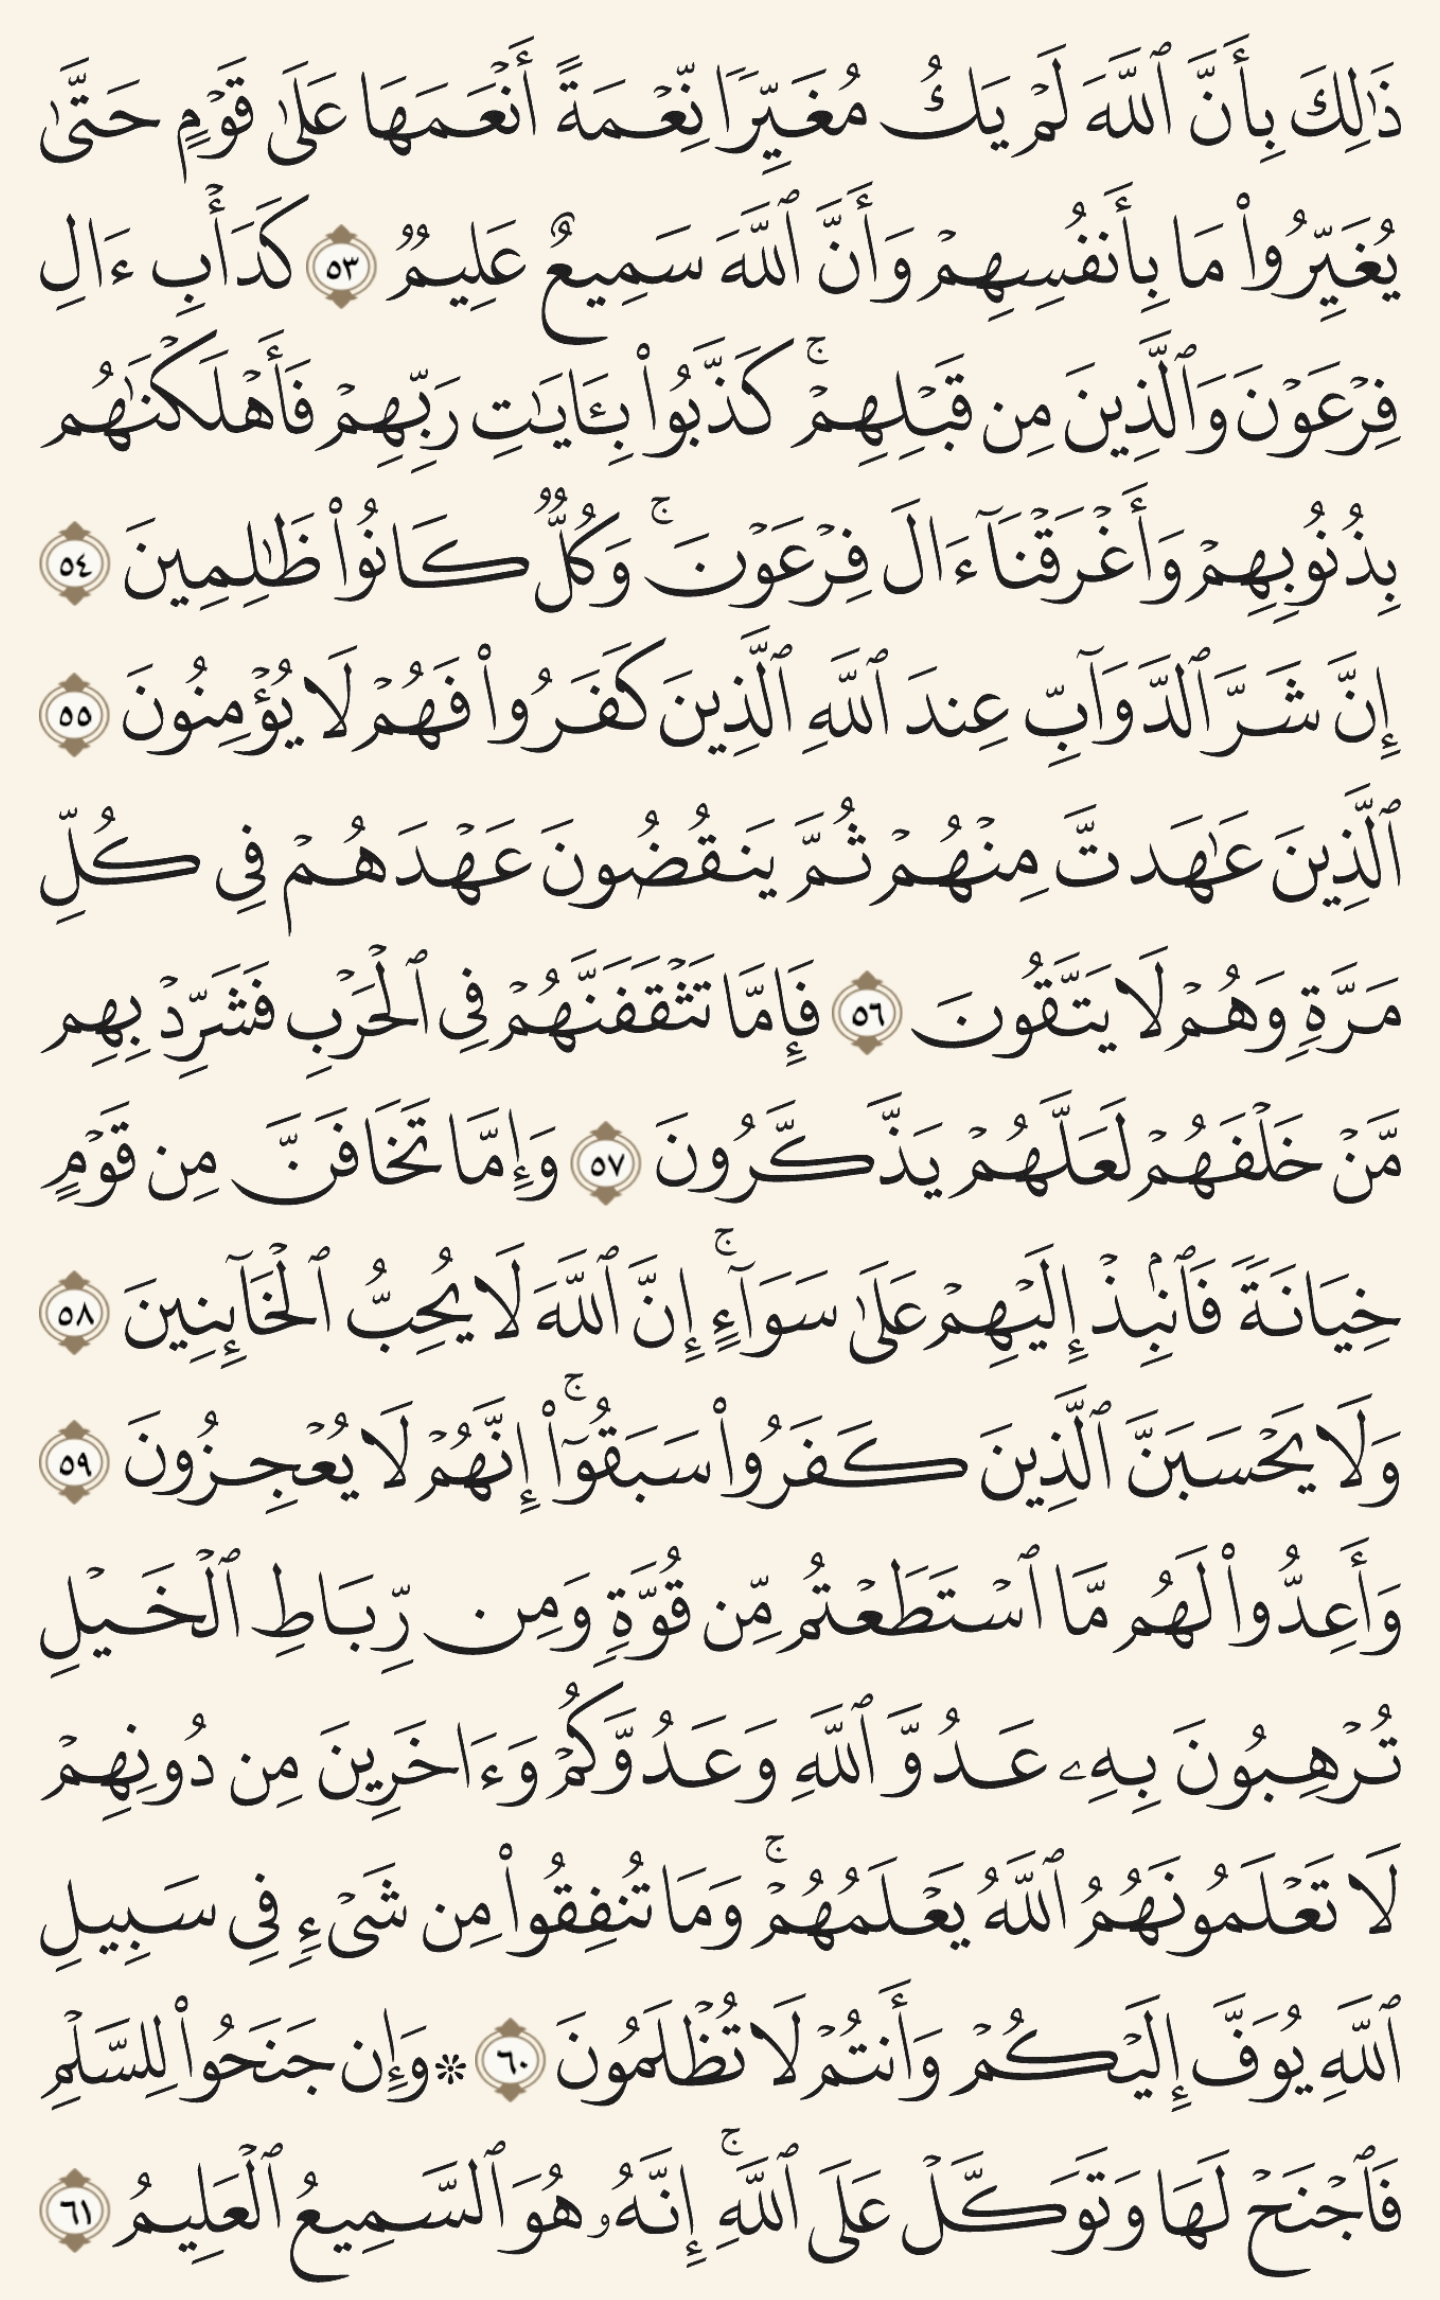 ذَٰلِكَ بِأَنَّ ٱللَّهَ لَمْ يَكُ مُغَيِّرًا نِّعْمَةً أَنْعَمَهَا عَلَىٰ قَوْمٍ حَتَّىٰ
يُغَيِّرُوا۟ مَا بِأَنفُسِهِمْ وَأَنَّ ٱللَّهَ سَمِيعٌ عَلِيمٌ ٥٣ كَدَأْبِ ءَالِ
فِرْعَوْنَ وَٱلَّذِينَ مِن قَبْلِهِمْ ۚ كَذَّبُوا۟ بِـَٔايَـٰتِ رَبِّهِمْ فَأَهْلَكْنَـٰهُم
بِذُنُوبِهِمْ وَأَغْرَقْنَآ ءَالَ فِرْعَوْنَ ۚ وَكُلٌّ كَانُوا۟ ظَـٰلِمِينَ ٥٤
إِنَّ شَرَّ ٱلدَّوَآبِّ عِندَ ٱللَّهِ ٱلَّذِينَ كَفَرُوا۟ فَهُمْ لَا يُؤْمِنُونَ ٥٥
ٱلَّذِينَ عَـٰهَدتَّ مِنْهُمْ ثُمَّ يَنقُضُونَ عَهْدَهُمْ فِى كُلِّ
مَرَّةٍ وَهُمْ لَا يَتَّقُونَ ٥٦ فَإِمَّا تَثْقَفَنَّهُمْ فِى ٱلْحَرْبِ فَشَرِّدْ بِهِم
مَّنْ خَلْفَهُمْ لَعَلَّهُمْ يَذَّكَّرُونَ ٥٧ وَإِمَّا تَخَافَنَّ مِن قَوْمٍ
خِيَانَةً فَٱنۢبِذْ إِلَيْهِمْ عَلَىٰ سَوَآءٍ ۚ إِنَّ ٱللَّهَ لَا يُحِبُّ ٱلْخَآئِنِينَ ٥٨
وَلَا يَحْسَبَنَّ ٱلَّذِينَ كَفَرُوا۟ سَبَقُوٓا۟ ۚ إِنَّهُمْ لَا يُعْجِزُونَ ٥٩
وَأَعِدُّوا۟ لَهُم مَّا ٱسْتَطَعْتُم مِّن قُوَّةٍ وَمِن رِّبَاطِ ٱلْخَيْلِ
تُرْهِبُونَ بِهِۦ عَدُوَّ ٱللَّهِ وَعَدُوَّكُمْ وَءَاخَرِينَ مِن دُونِهِمْ
لَا تَعْلَمُونَهُمُ ٱللَّهُ يَعْلَمُهُمْ ۚ وَمَا تُنفِقُوا۟ مِن شَىْءٍ فِى سَبِيلِ
ٱللَّهِ يُوَفَّ إِلَيْكُمْ وَأَنتُمْ لَا تُظْلَمُونَ ٦٠ * وَإِن جَنَحُوا۟ لِلسَّلْمِ
فَٱجْنَحْ لَهَا وَتَوَكَّلْ عَلَى ٱللَّهِ ۚ إِنَّهُۥ هُوَ ٱلسَّمِيعُ ٱلْعَلِيمُ ٦١